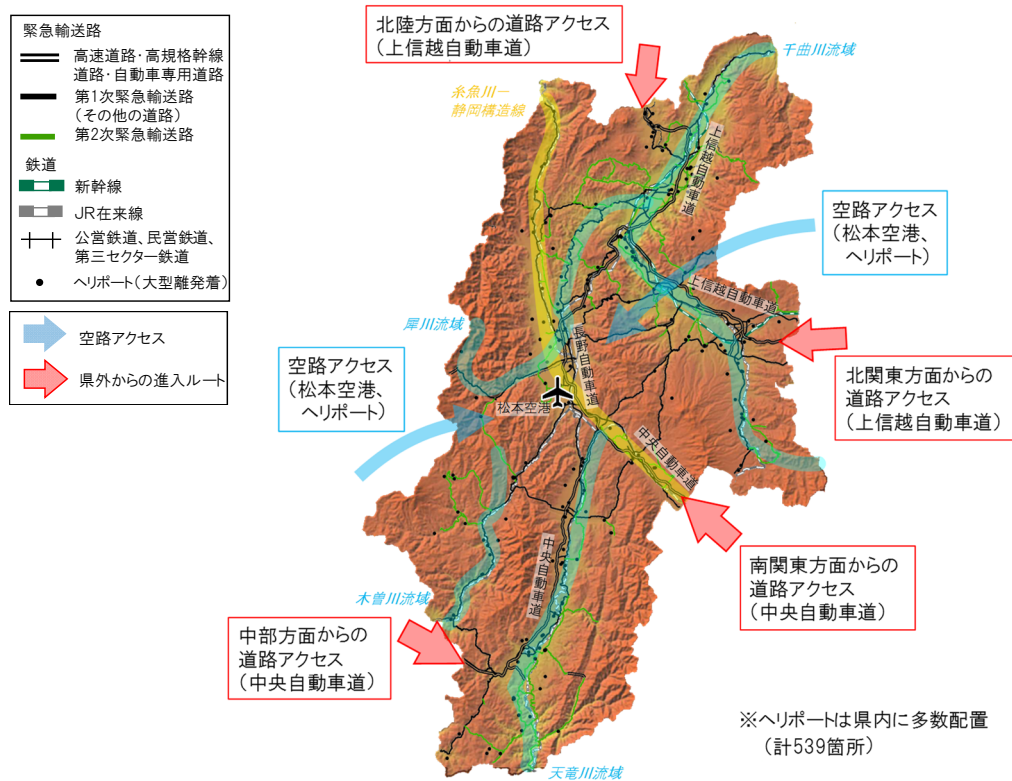 緊急輸送路
高速道路・高規格幹線
道路・自動車専用道路
第1次緊急輸送路
(その他の道路)
第2次緊急輸送路
鉄道
新幹線
JR在来線
公営鉄道、民営鉄道、
第三セクター鉄道
ヘリポート(大型離発着)
空路アクセス
県外からの進入ルート
北陸方面からの道路アクセス
(上信越自動車道)
千曲川流域
糸魚川－
静岡構造線
上信越自動車道
空路アクセス
(松本空港、
ヘリポート)
上信越自動車道
犀川流域
長野自動車道
空路アクセス
(松本空港、
ヘリポート)
松本空港
北関東方面からの
道路アクセス
(上信越自動車道)
中央自動車道
中央自動車道
南関東方面からの
道路アクセス
(中央自動車道)
木曽川流域
中部方面からの
道路アクセス
(中央自動車道)
天竜川流域
※ヘリポートは県内に多数配置
(計539箇所)